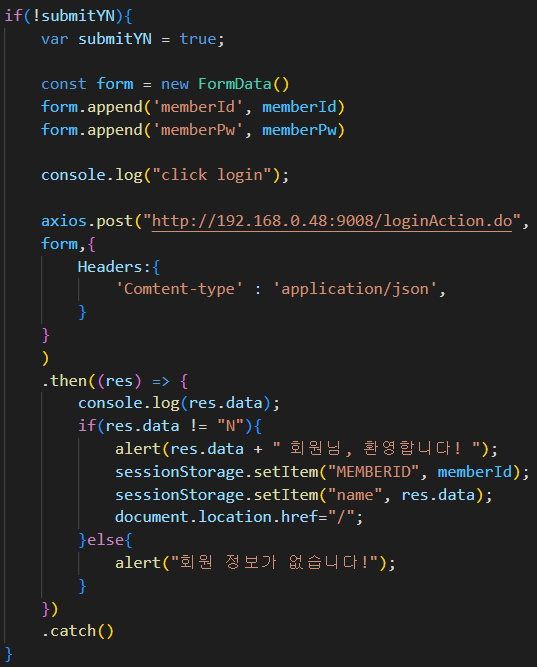 if(!submitYN){
var submitYN = true;
const form = new FormData()
form.append('memberId', memberId)
form.append('memberPw', memberPw)
console.log("click login");
axios.post("http://192.168.0.48:9008/loginAction.do",
form,{
Headers:{
'Comtent-type' : 'application/json',
}
}
)
.then((res) => {
console.log(res.data);
if(res.data != "N"){
alert(res.data + " 회원님, 환영합니다! ");
sessionStorage.setItem("MEMBERID", memberId);
sessionStorage.setItem("name", res.data);
document.location.href="/";
}else{
alert("회원 정보가 없습니다!");
}
})
.catch()
}